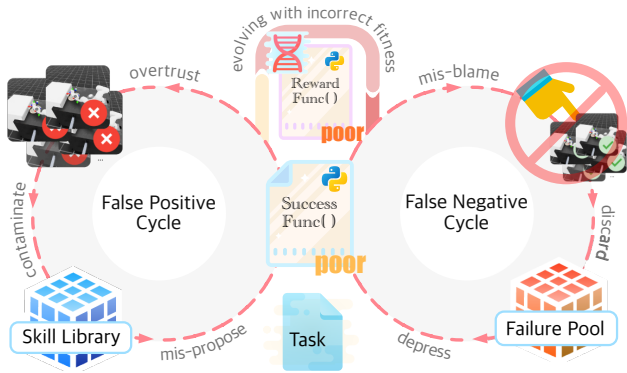 evolving with incorrect fitness
overtrust
mis-blame
Reward
Func( )
poor
...
...
False Positive
Cycle
Success
Func( )
poor
False Negative
Cycle
contaminate
discard
Skill Library
Task
Failure Pool
mis-propose
depress